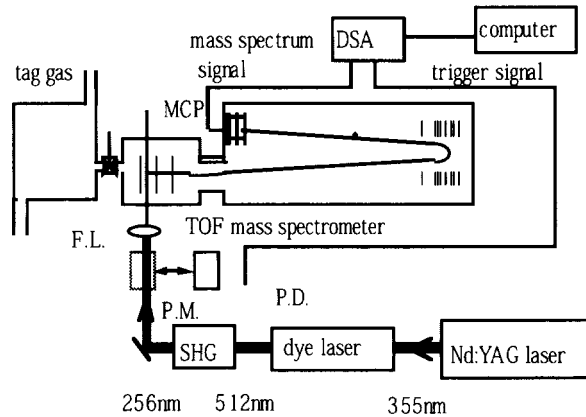 mass spectrum
signal
DSA
computer
tag gas
trigger signal
MCP
F.L.
TOF mass spectrometer
P.M.
P.D.
SHG
dye laser
Nd:YAG laser
256nm
512nm
355nm